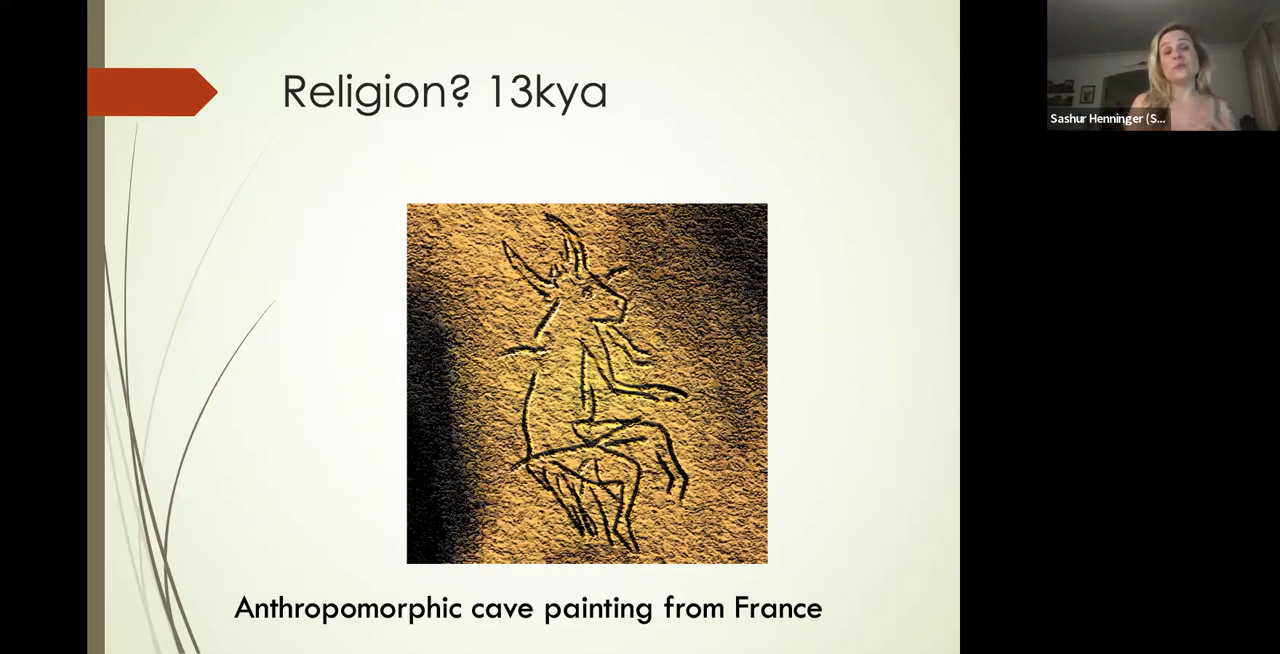 Religion? 13kya
Sashur Henninger (S...
Anthropomorphic cave painting from France